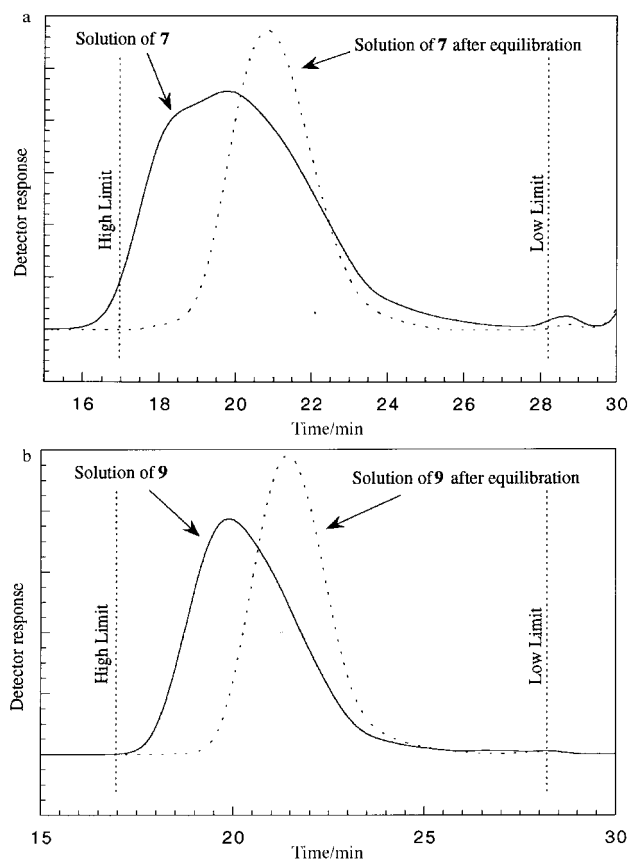 a
Solution of 7
Solution of 7 after equilibration
Detector response
High Limit
Low Limit
16 18 20 22 24 26 28 30
Time/min
b
Solution of 9
Solution of 9 after equilibration
Detector response
High Limit
Low Limit
15 20 25 30
Time/min